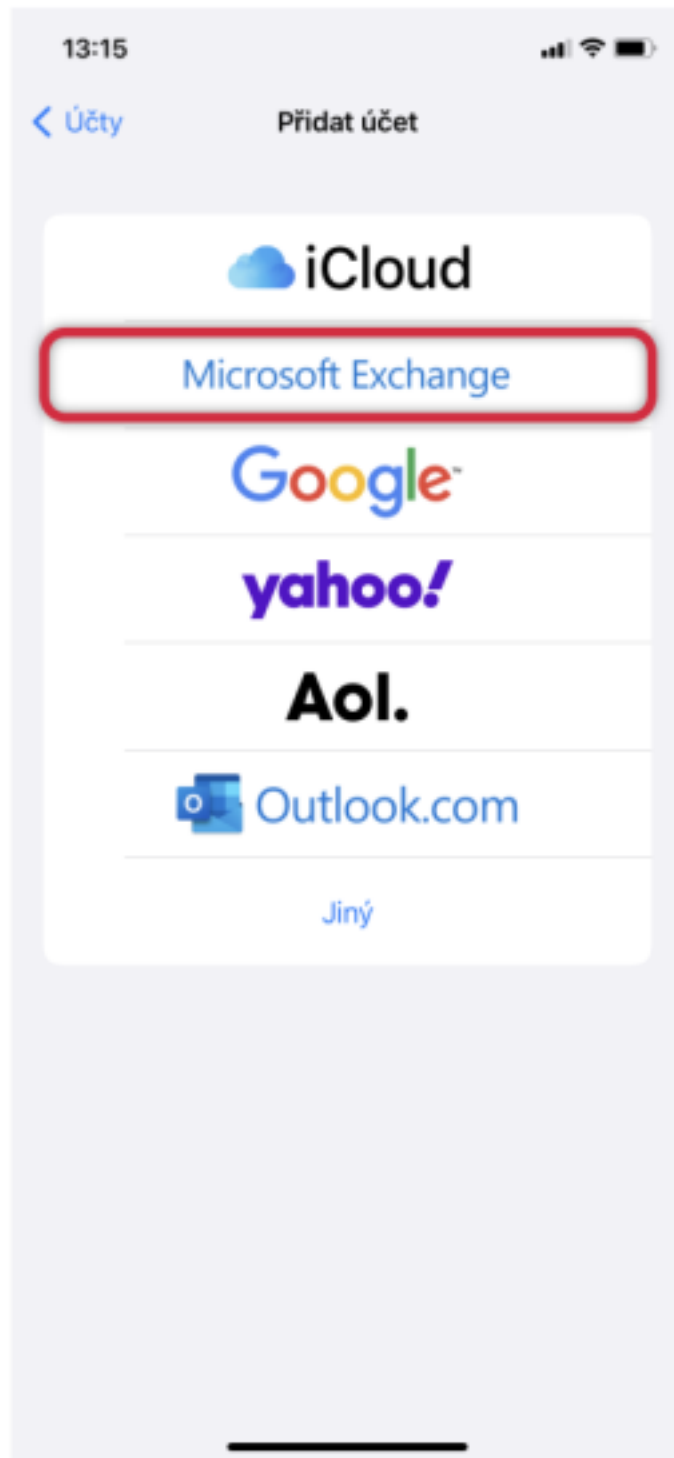 13:15
Účty
Přidat účet
iCloud
Microsoft Exchange
Google
yahoo!
Aol.
Outlook.com
Jiný